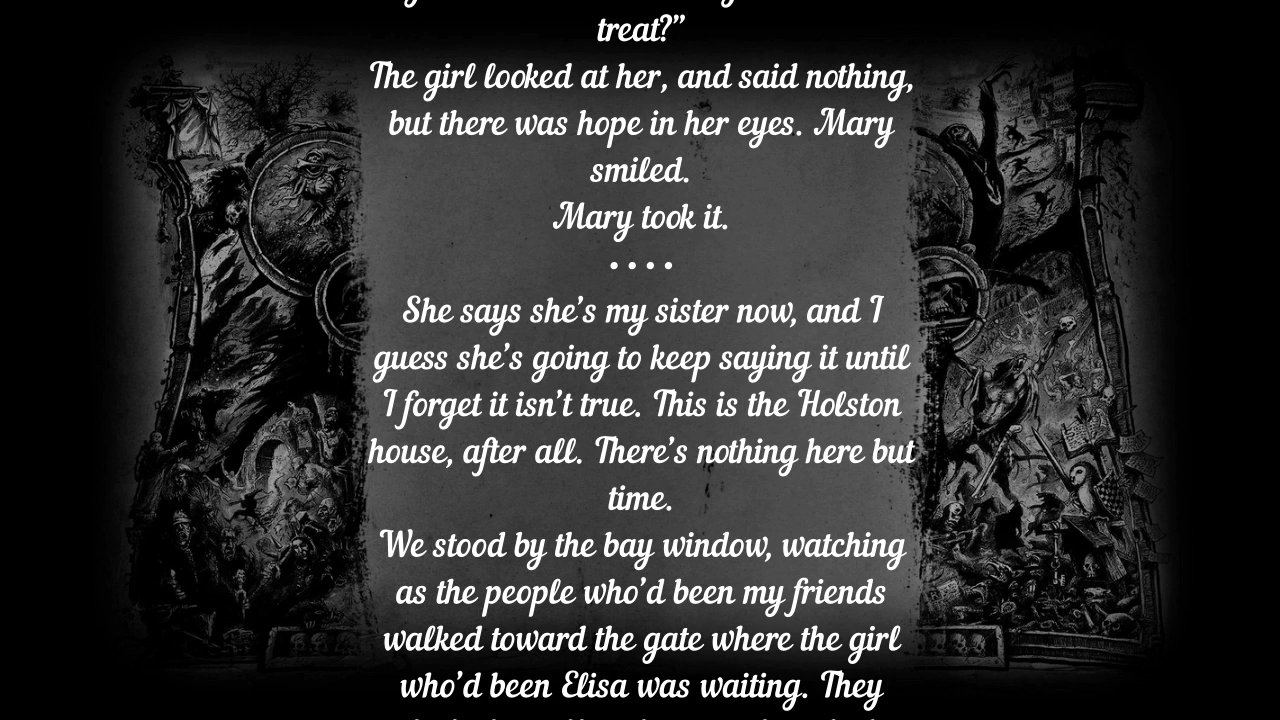 treat?”
The girl looked at her, and said nothing,
but there was hope in her eyes. Mary
smiled.
Mary took it.
• • • •
She says she’s my sister now, and I
guess she’s going to keep saying it until
I forget it isn’t true. This is the Holston
house, after all. There’s nothing here but
time.
We stood by the bay window, watching
as the people who’d been my friends
walked toward the gate where the girl
who’d been Elisa was waiting. They